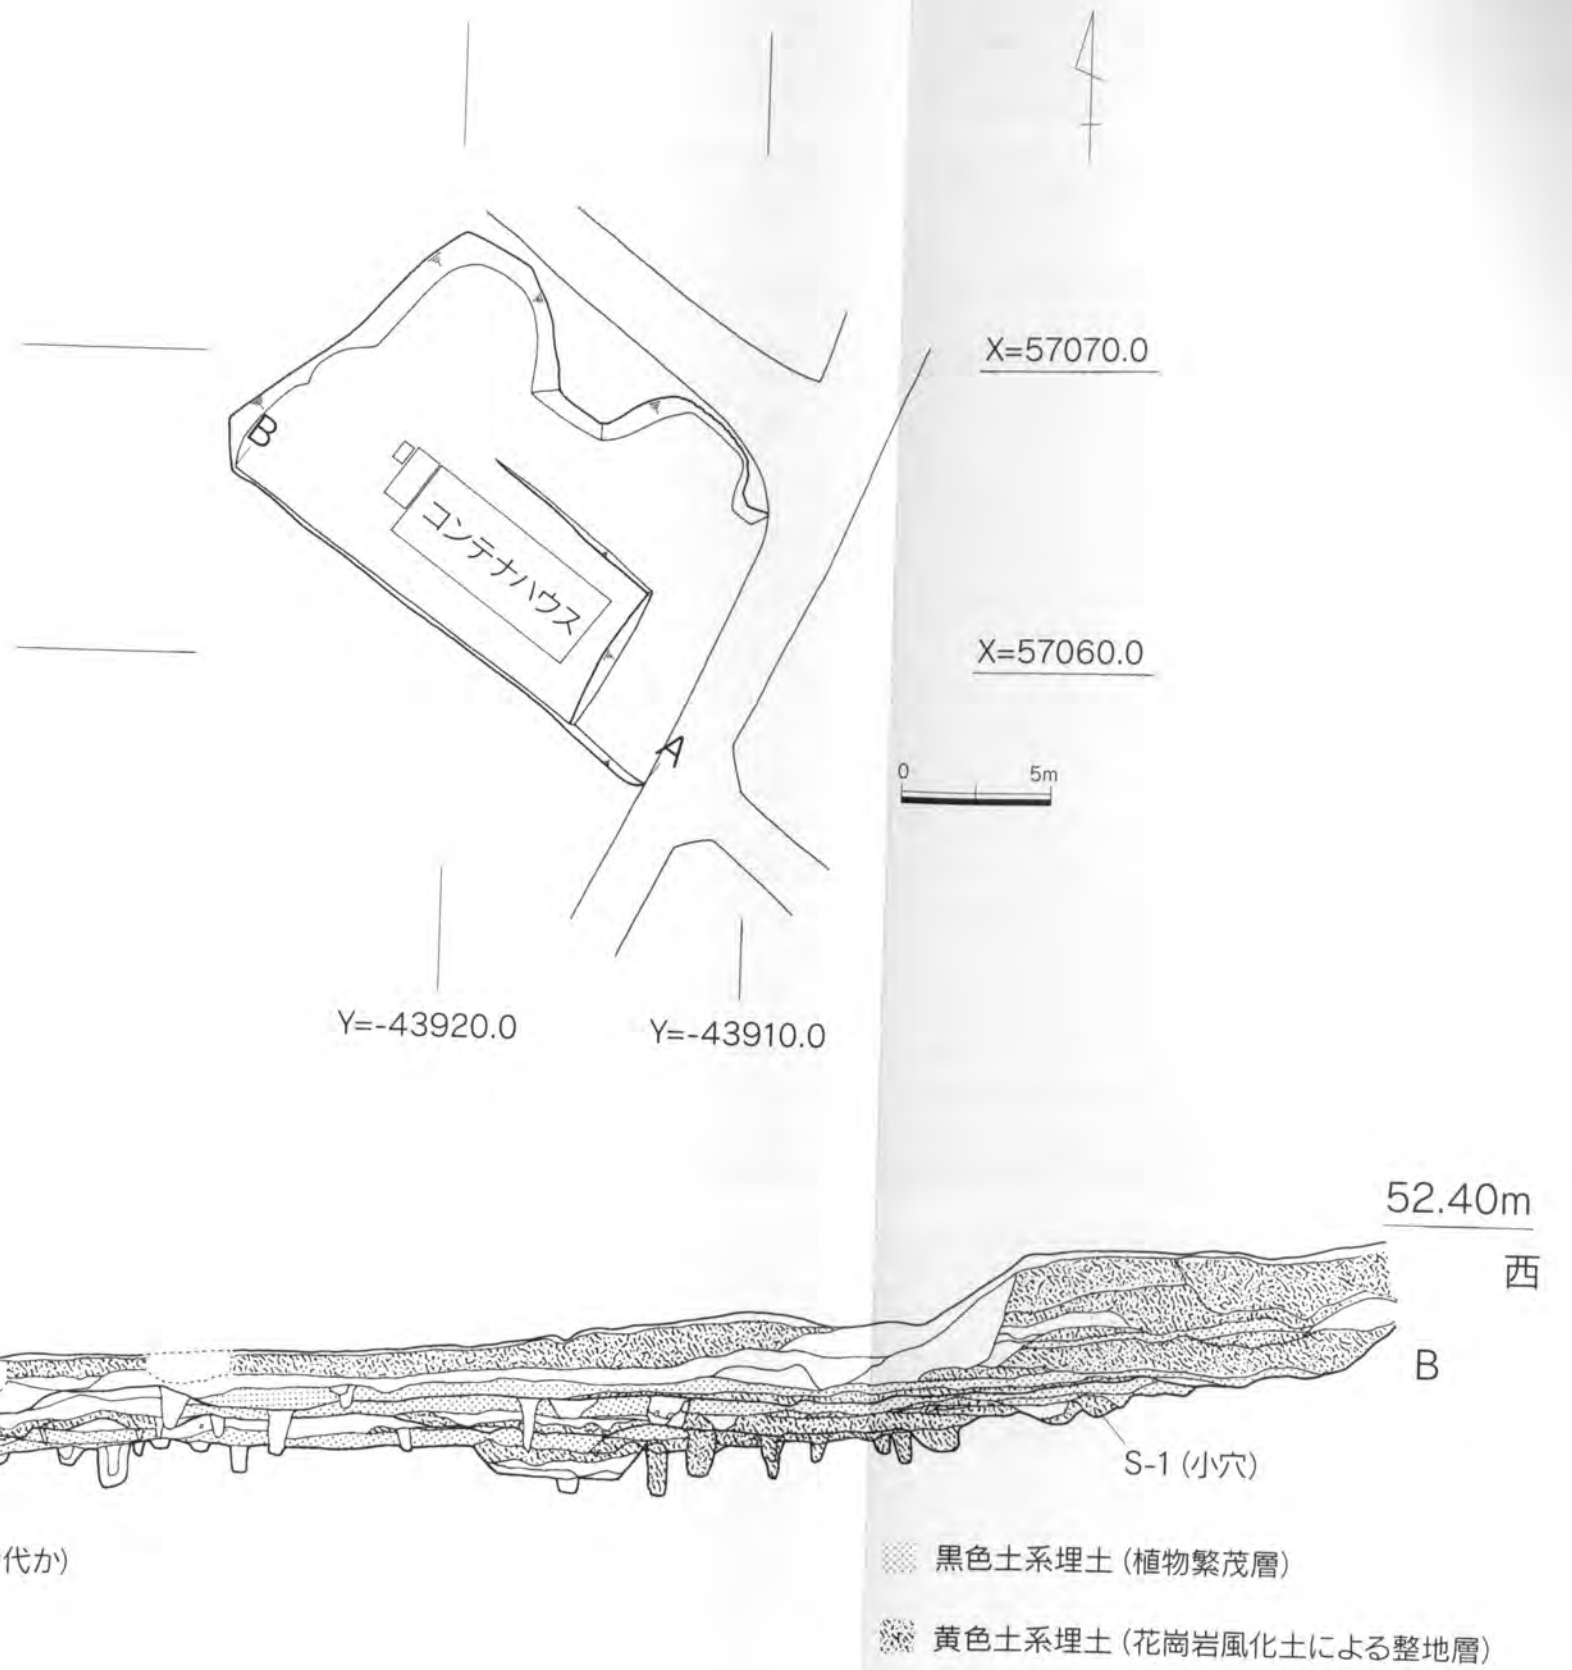 X=57070.0
B
コンテナハウス
X=57060.0
A
0 5m
Y=-43920.0 Y=-43910.0
52.40m
西
B
S-1 (小穴)
代か)
黒色土系埋土 (植物繁茂層)
黄色土系埋土 (花崗岩風化土による整地層)